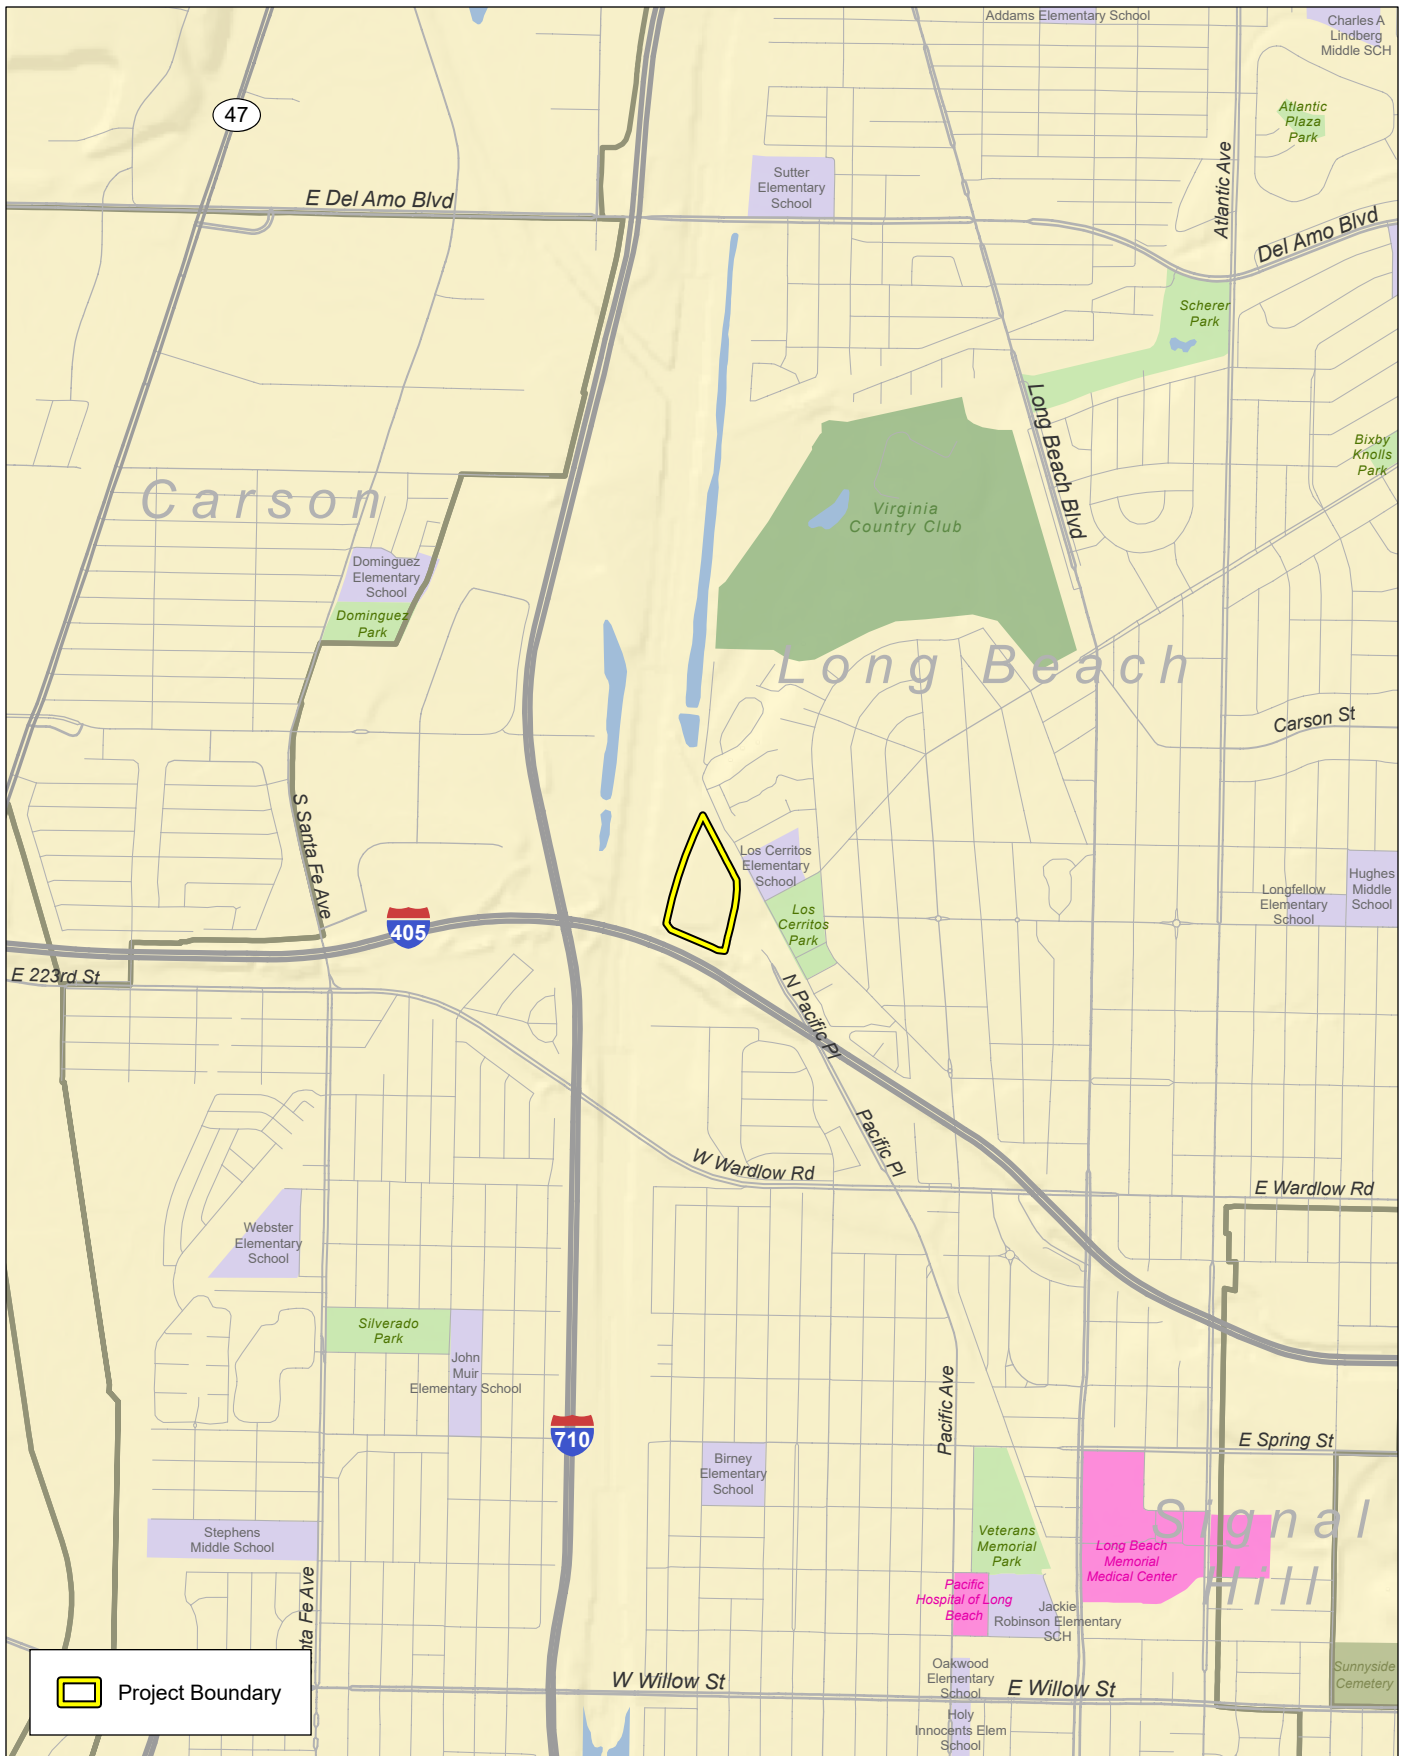 Addams Elementary School
Charles A
Lindberg
Middle SCH
47
Atlantic
Plaza
Park
Atlantic Ave
Sutter
Elementary
School
E Del Amo Blvd
Del Amo Blvd
Scherer
Park
Long Beach Blvd
Bixby
Knolls
Park
Carson
Virginia
Country Club
Dominguez
Elementary
School
Dominguez
Park
Long Beach
Carson St
S Santa Fe Ave
Los Cerritos
Elementary
School
Hughes
Middle
School
Longfellow
Elementary
School
Los
Cerritos
Park
405
E 223rd St
N Pacific Pl
Pacific Pl
W Wardlow Rd
E Wardlow Rd
Webster
Elementary
School
Silverado
Park
John
Muir
Elementary School
Pacific Ave
710
E Spring St
Birney
Elementary
School
Stephens
Middle School
Veterans
Memorial
Park
Long Beach
Memorial
Medical Center
Signal
Hill
Pacific
Hospital of Long
Beach
Jackie
Robinson Elementary
SCH
nta Fe Ave
Oakwood
Elementary
School
Sunnyside
Cemetery
W Willow St
E Willow St
Holy
Innocents Elem
School
Project Boundary